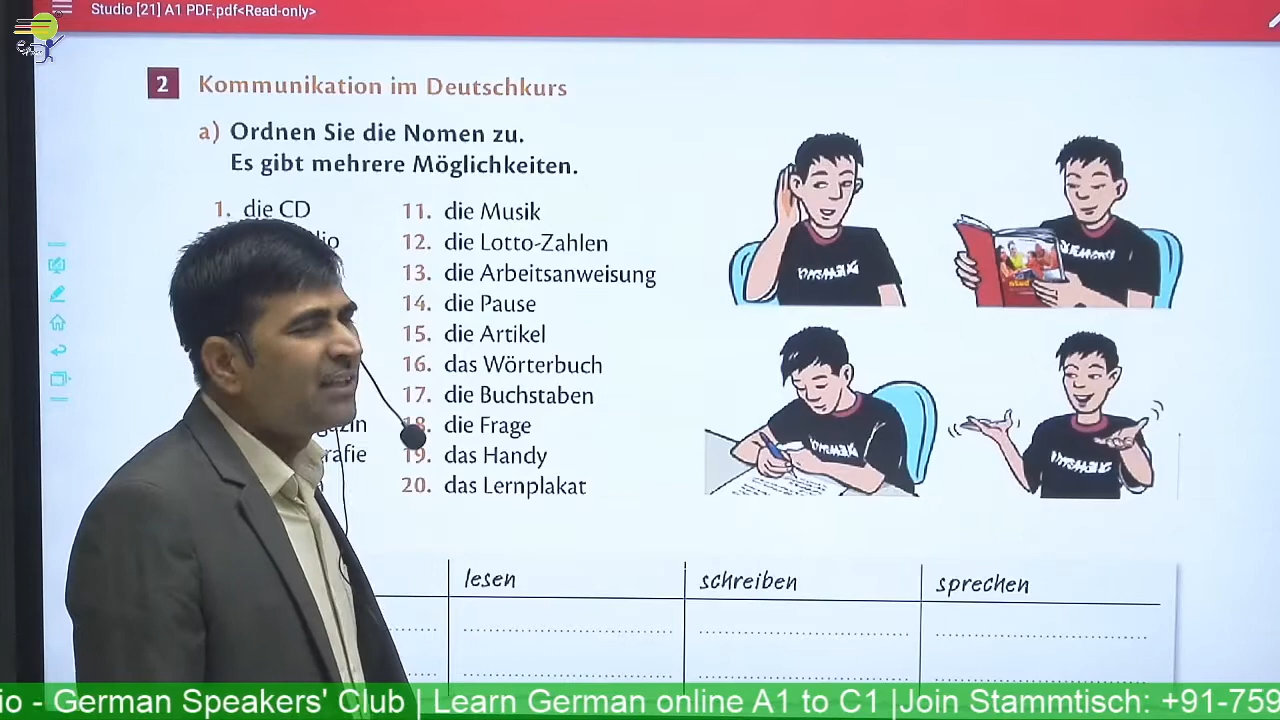 Studio [21] A1 PDF.pdf<Read-only>
2 Kommunikation im Deutschkurs
a) Ordnen Sie die Nomen zu.
Es gibt mehrere Möglichkeiten.
1. die CD
11. die Musik
12. die Lotto-Zahlen
13. die Arbeitsanweisung
14. die Pause
15. die Artikel
16. das Wörterbuch
17. die Buchstaben
18. die Frage
19. das Handy
20. das Lernplakat
lesen schreiben sprechen
io - German Speakers' Club | Learn German online A1 to C1 |Join Stammtisch: +91-759